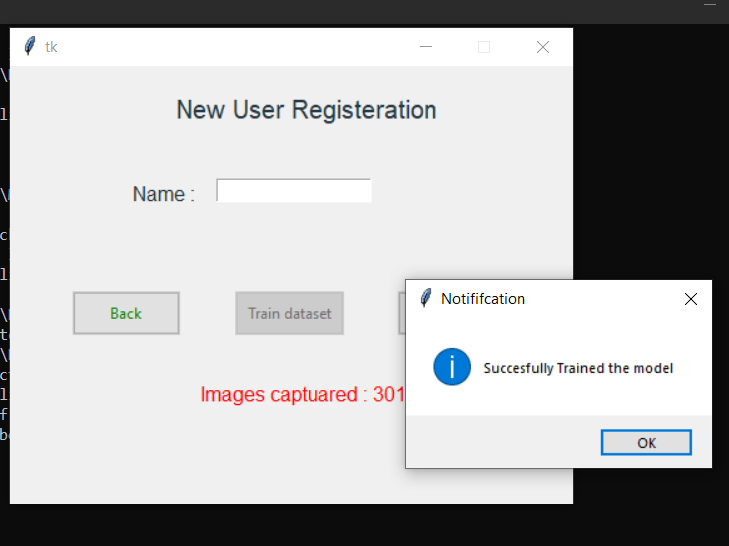 tk
New User Registeration
Name :
Back
Train dataset
Images captuared : 301
Notififcation
Succesfully Trained the model
OK